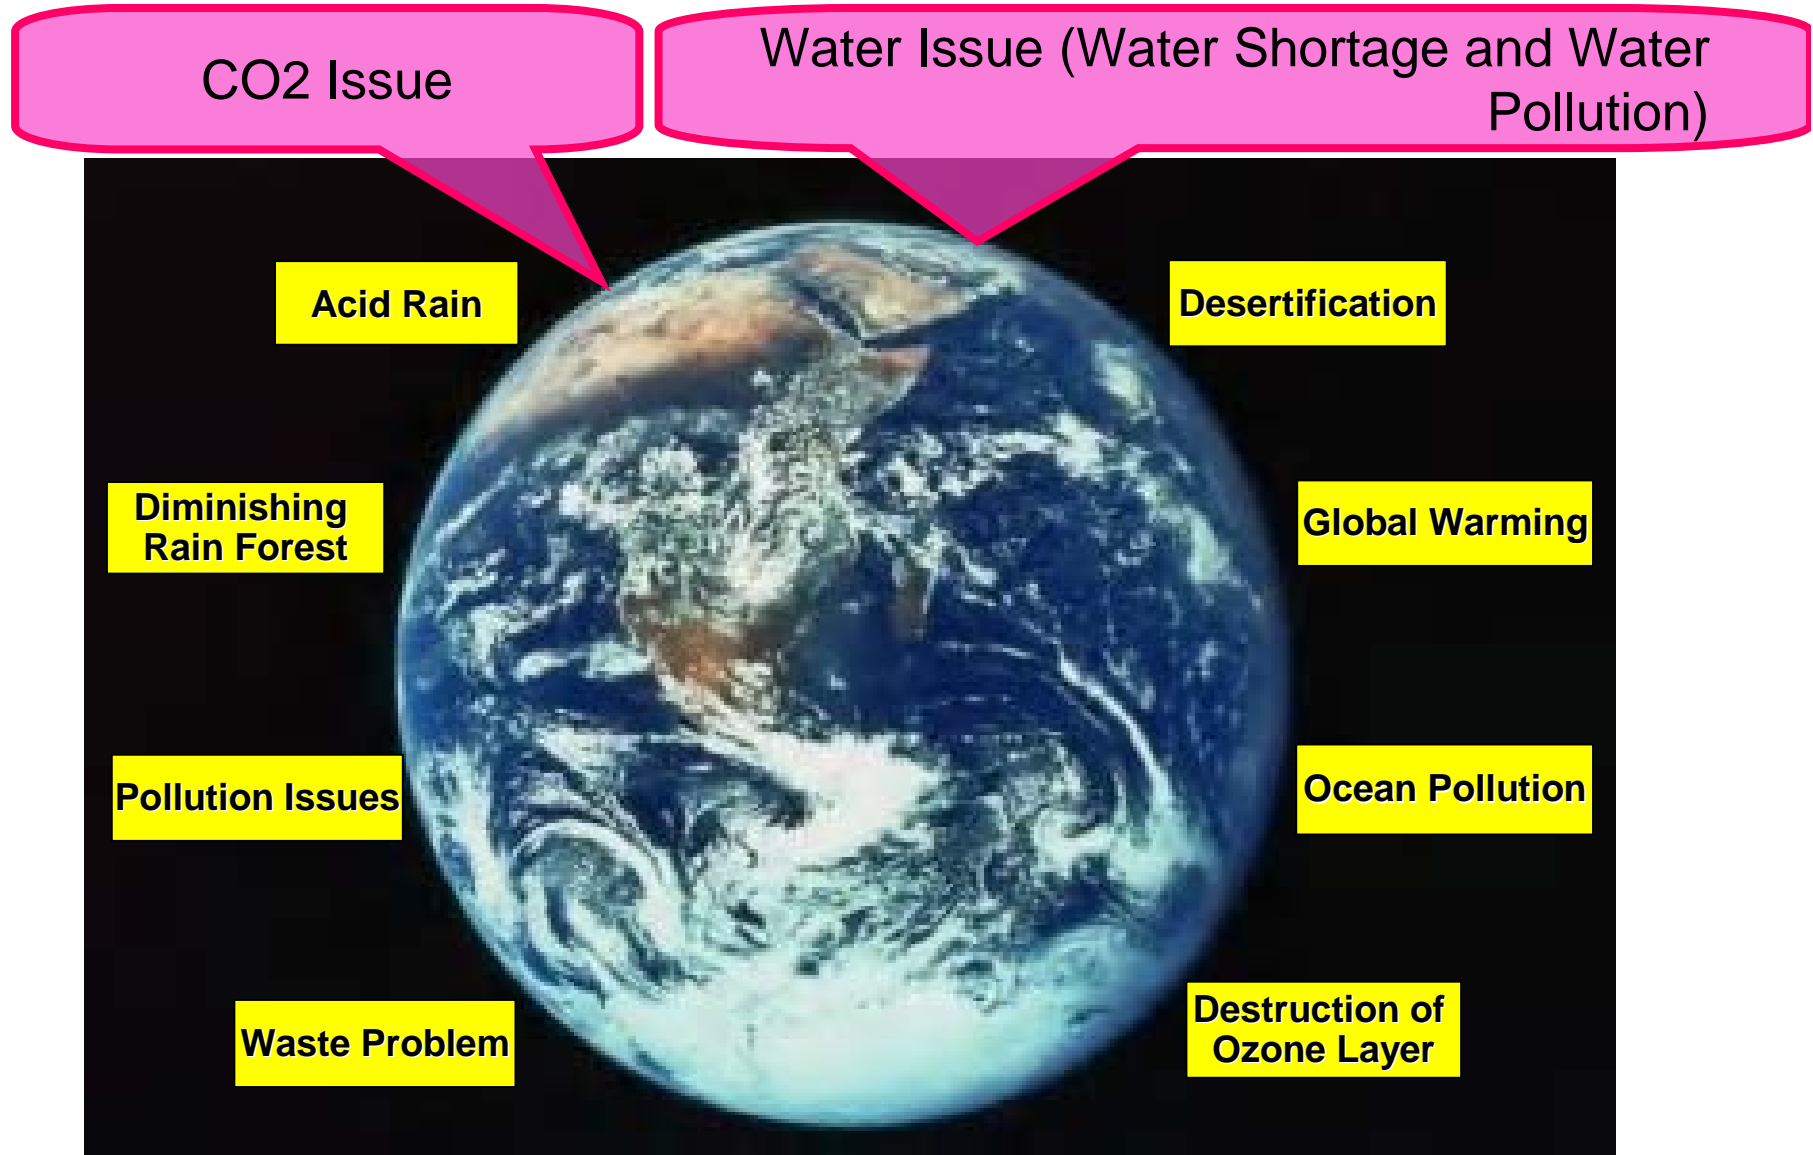 CO2 Issue
Water Issue (Water Shortage and Water
Pollution)
Acid Rain
Desertification
Diminishing
Rain Forest
Global Warming
Pollution Issues
Ocean Pollution
Waste Problem
Destruction of
Ozone Layer